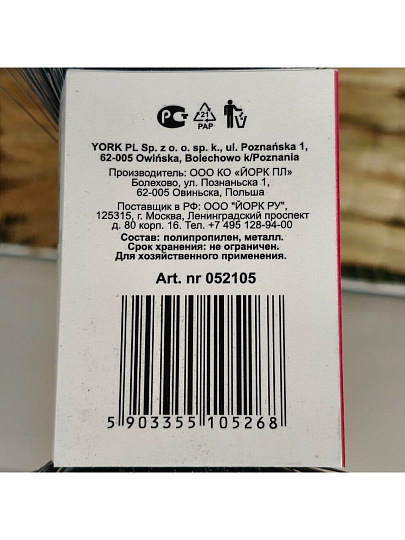 РС
21
PAP
YORK PL Sp. z o. o. sp. k., ul. Poznańska 1,
62-005 Owińska, Bolechowo k/Poznania
Производитель: ООО КО «ЙОРК ПЛ»
Болехово, ул. Познаньска 1,
62-005 Овиньска, Польша
Поставщик в РФ: ООО "ЙОРК РУ",
125315, г. Москва, Ленинградский проспект
д. 80 корп. 16. Тел. +7 495 128-94-00
Состав: полипропилен, металл.
Срок хранения: не ограничен.
Для хозяйственного применения.
Art. nr 052105
5 903355 105268